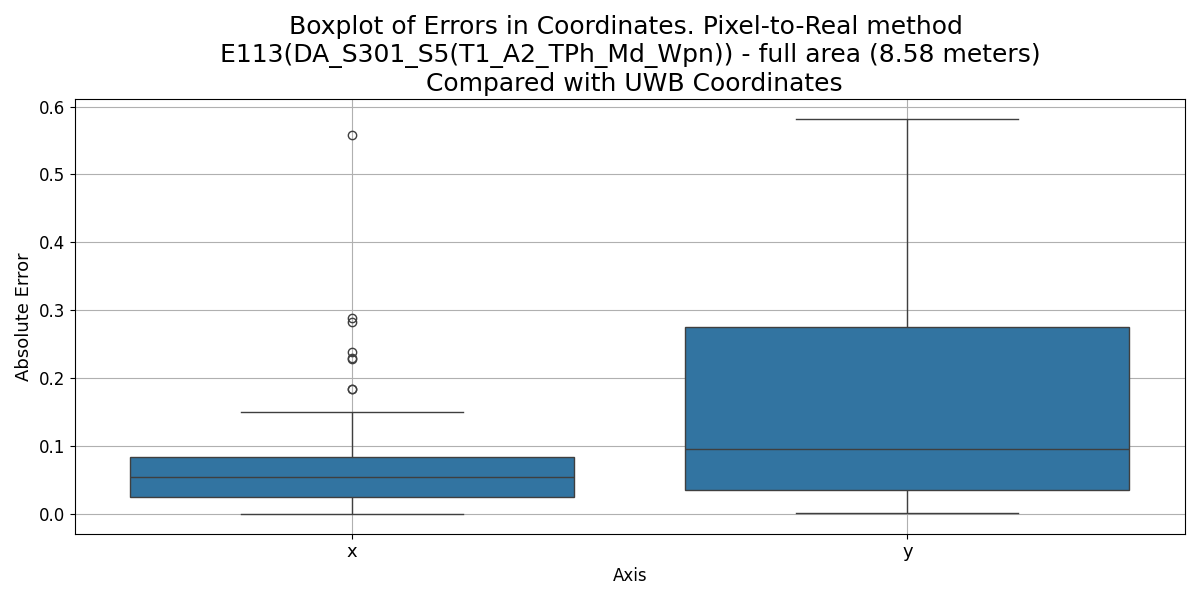 Boxplot of Errors in Coordinates. Pixel-to-Real method
E113(DA_S301_S5(T1_A2_TPh_Md_Wpn)) - full area (8.58 meters)
Compared with UWB Coordinates
0.6
0.5
0.4
0.3
0.2
0.1
0.0
Absolute Error
x
y
Axis